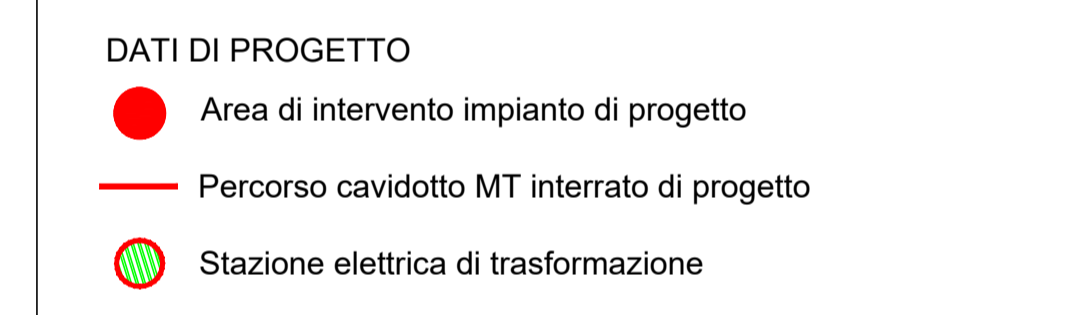 DATI DI PROGETTO
Area di intervento impianto di progetto
Percorso cavidotto MT interrato di progetto
Stazione elettrica di trasformazione